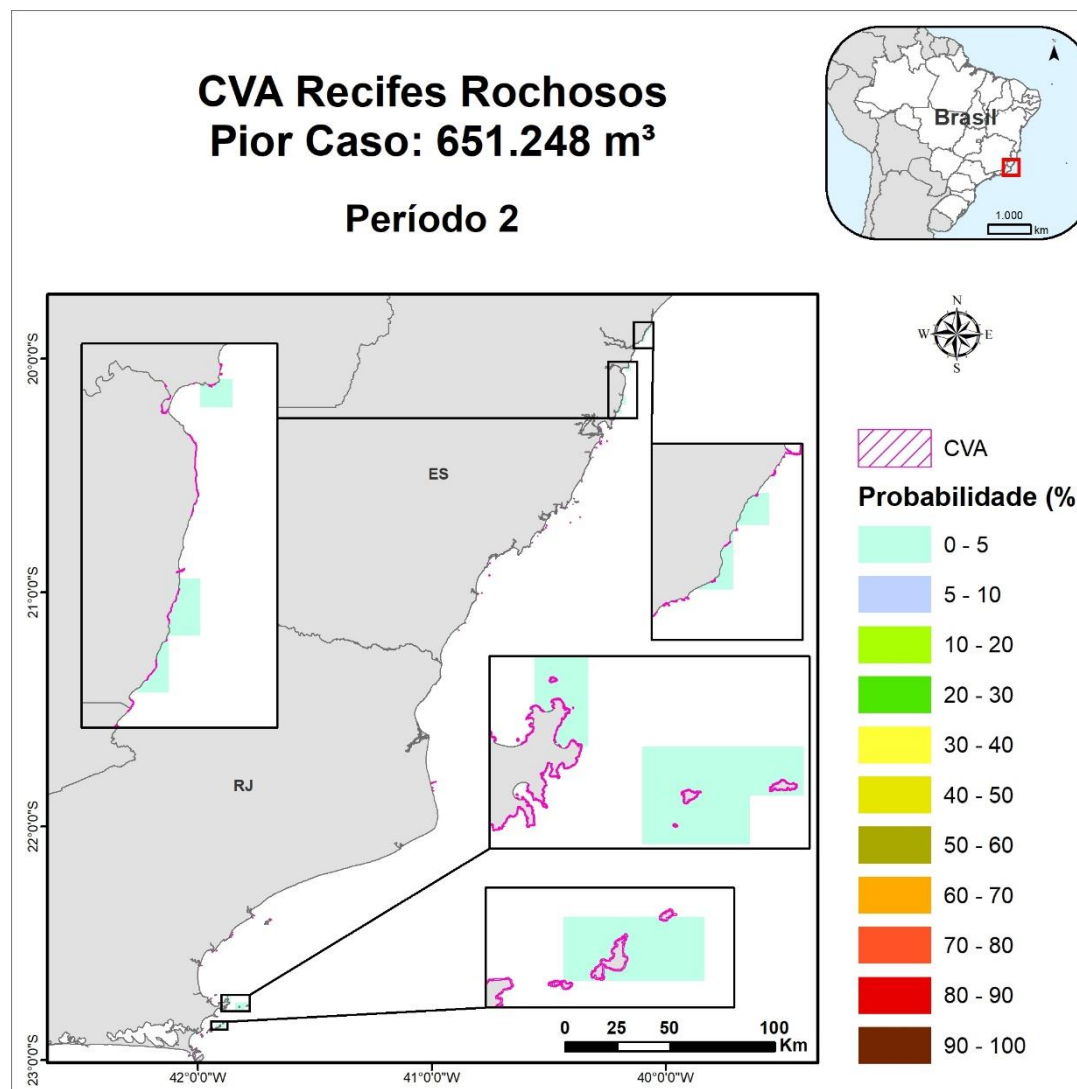 CVA Recifes Rochosos
Pior Caso: 651.248 m³
Período 2
N
Brasil
1.000
km
20°0'0"S
21°0'0"S
22°0'0"S
23°0'0"S
ES
RJ
0 25 50 100
Km
42°0'0"W
41°0'0"W
40°0'0"W
N
W E
S
CVA
Probabilidade (%
0 - 5
5 - 10
10 - 20
20 - 30
30 - 40
40 - 50
50 - 60
60 - 70
70 - 80
80 - 90
90 - 100